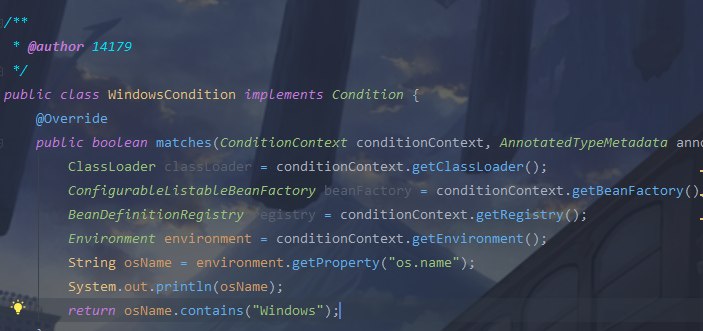 /**
* @author 14179
*/
public class WindowsCondition implements Condition {
@Override
public boolean matches(ConditionContext conditionContext, AnnotatedTypeMetadata anno
ClassLoader classLoader = conditionContext.getClassLoader();
ConfigurableListableBeanFactory beanFactory = conditionContext.getBeanFactory()
BeanDefinitionRegistry registry = conditionContext.getRegistry();
Environment environment = conditionContext.getEnvironment();
String osName = environment.getProperty("os.name");
System.out.println(osName);
return osName.contains("Windows");